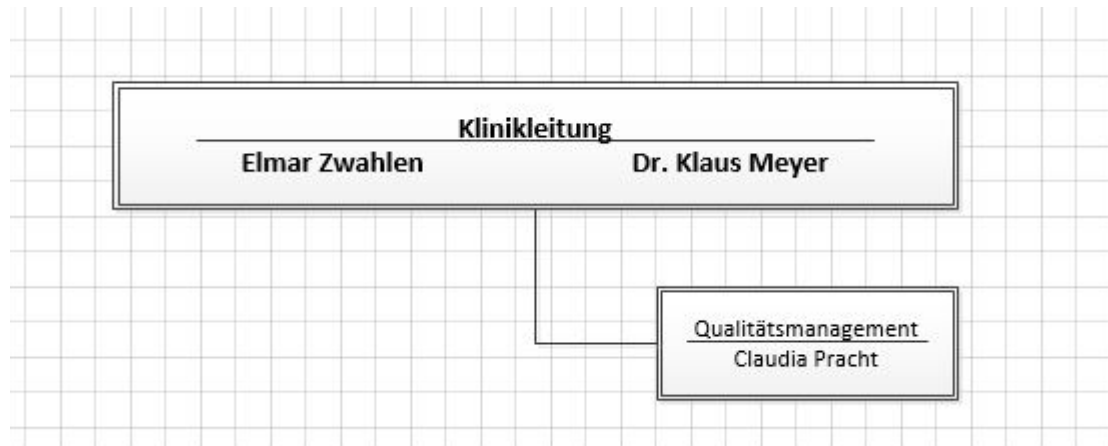 Klinikleitung
Elmar Zwahlen Dr. Klaus Meyer
Qualitätsmanagement
Claudia Pracht